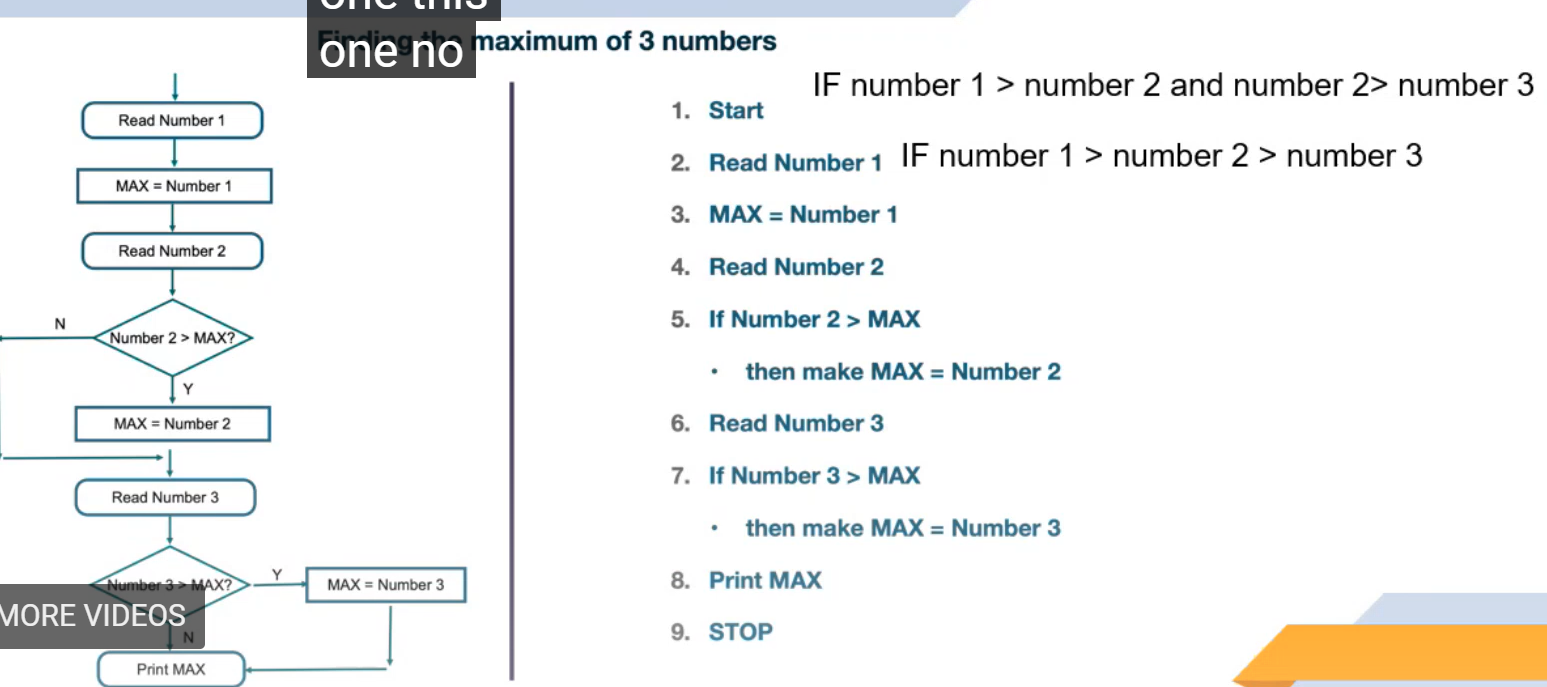 one this
one no
Finding the maximum of 3 numbers
IF number 1 > number 2 and number 2> number 3
IF number 1 > number 2 > number 3
Read Number 1
MAX = Number 1
Read Number 2
N
Number 2 > MAX?
Y
MAX = Number 2
Read Number 3
Number 3 > MAX?
Y
MAX = Number 3
MORE VIDEOS
N
Print MAX
1. Start
2. Read Number 1
3. MAX = Number 1
4. Read Number 2
5. If Number 2 > MAX
• then make MAX = Number 2
6. Read Number 3
7. If Number 3 > MAX
• then make MAX = Number 3
8. Print MAX
9. STOP